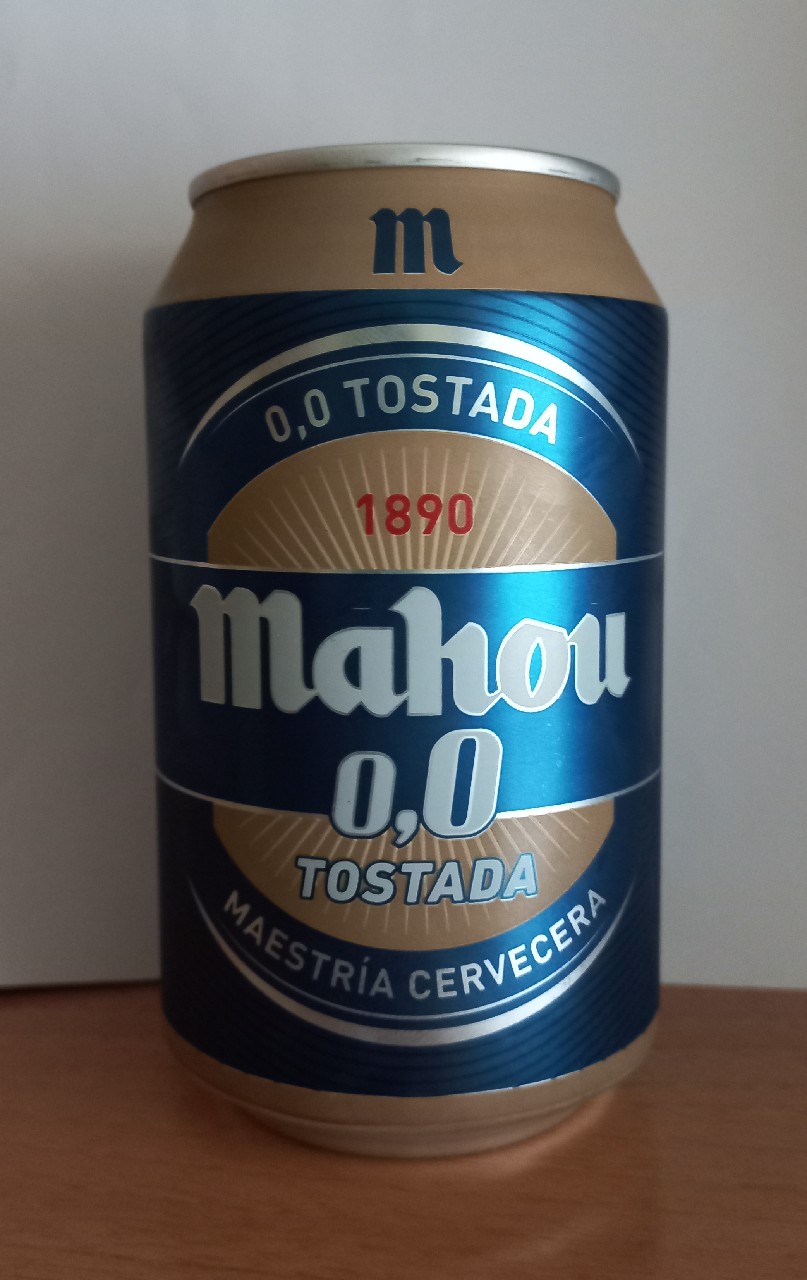 m
0,0 TOSTADA
1890
Mahou
0,0
TOSTADA
MAESTRÍA CERVECERA